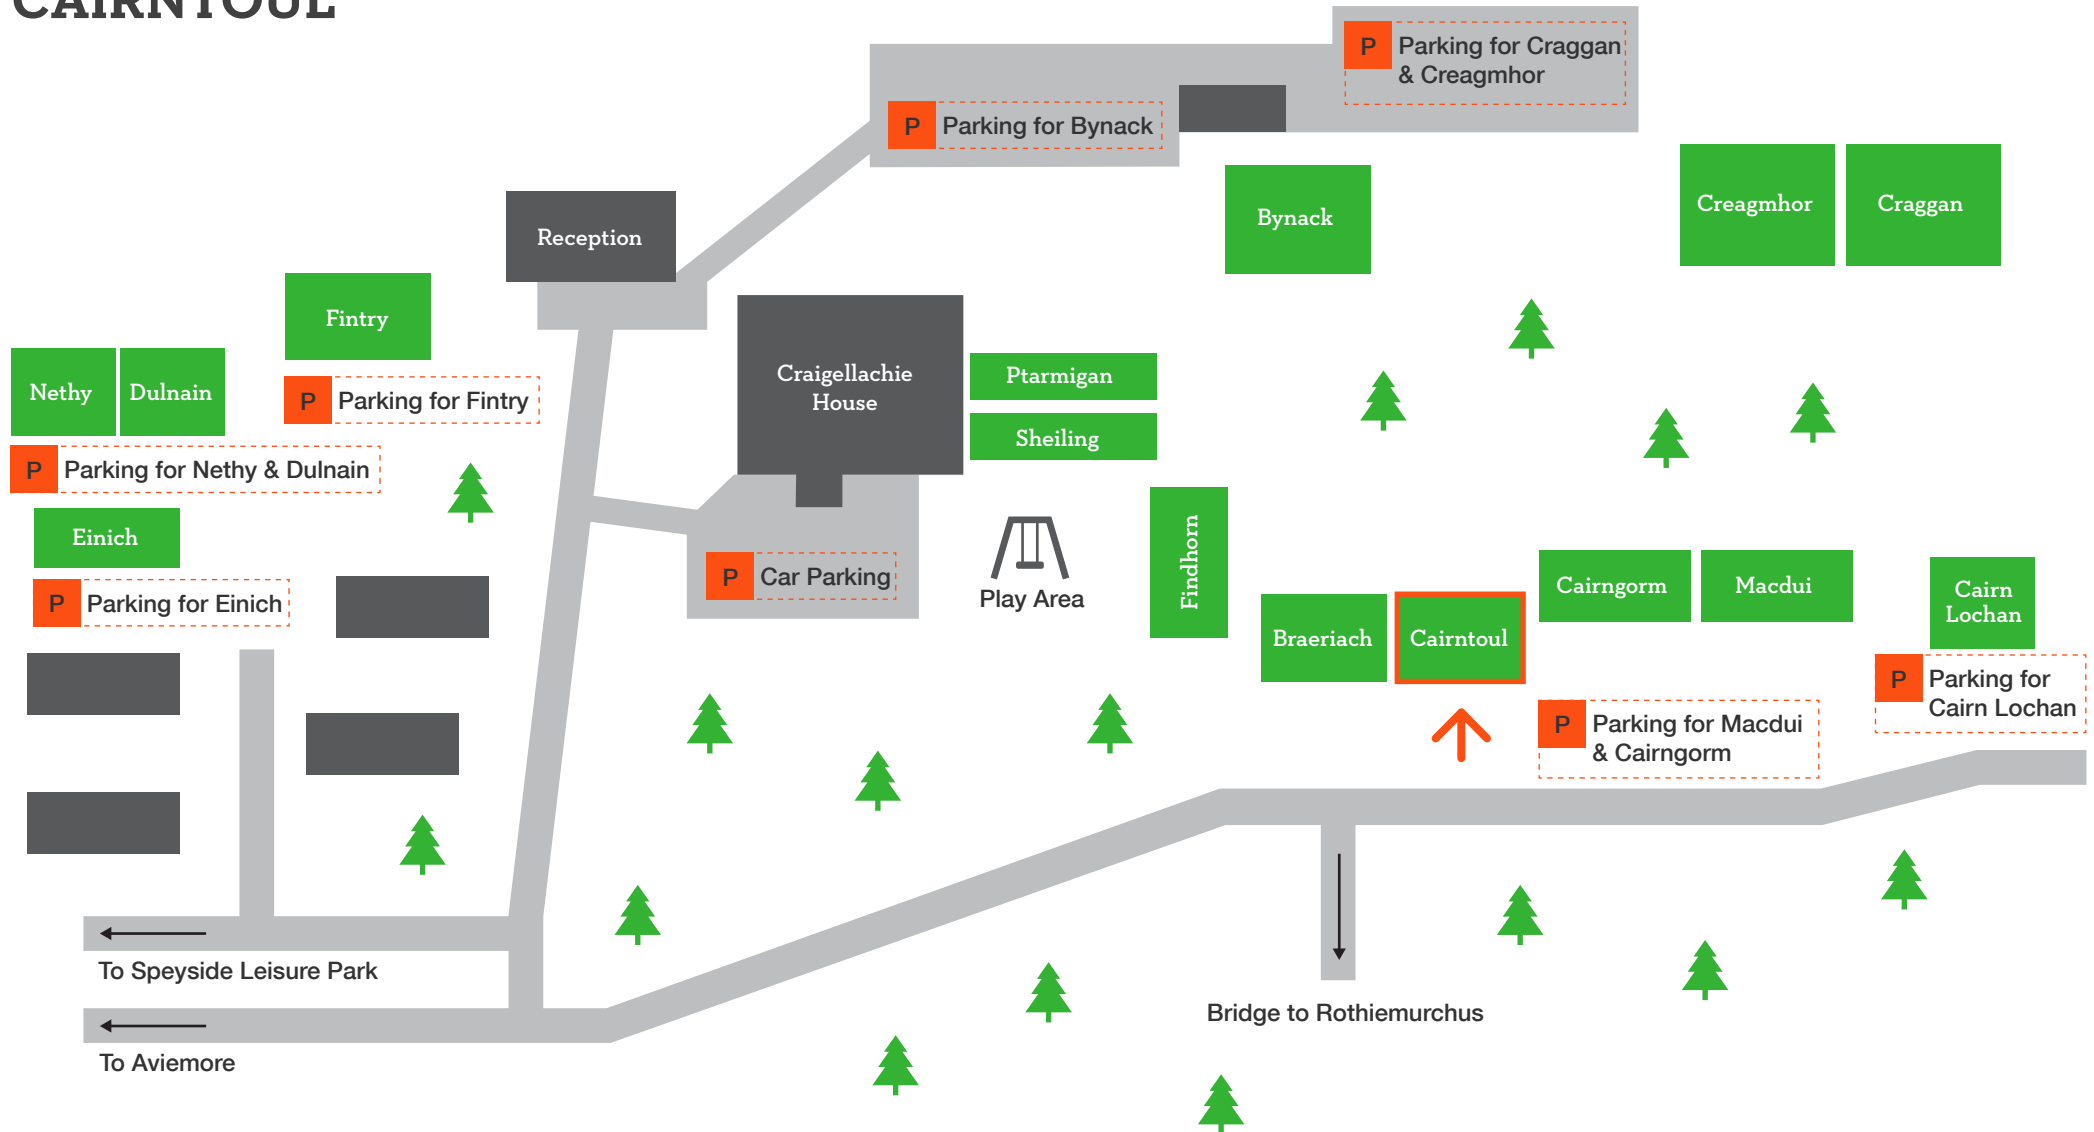 CAIRNTOUL
P Parking for Craggan
& Creagmhor
P Parking for Bynack
Creagmhor
Craggan
Bynack
Reception
Fintry
Craigellachie
House
Ptarmigan
Nethy
Dulnain
P Parking for Fintry
Sheiling
P Parking for Nethy & Dulnain
Einich
Findhorn
P Car Parking
Play Area
P Parking for Einich
Cairngorm
Macdui
Cairn
Lochan
Braeriach
Cairntoul
P Parking for
Cairn Lochan
P Parking for Macdui
& Cairngorm
To Speyside Leisure Park
Bridge to Rothiemurchus
To Aviemore